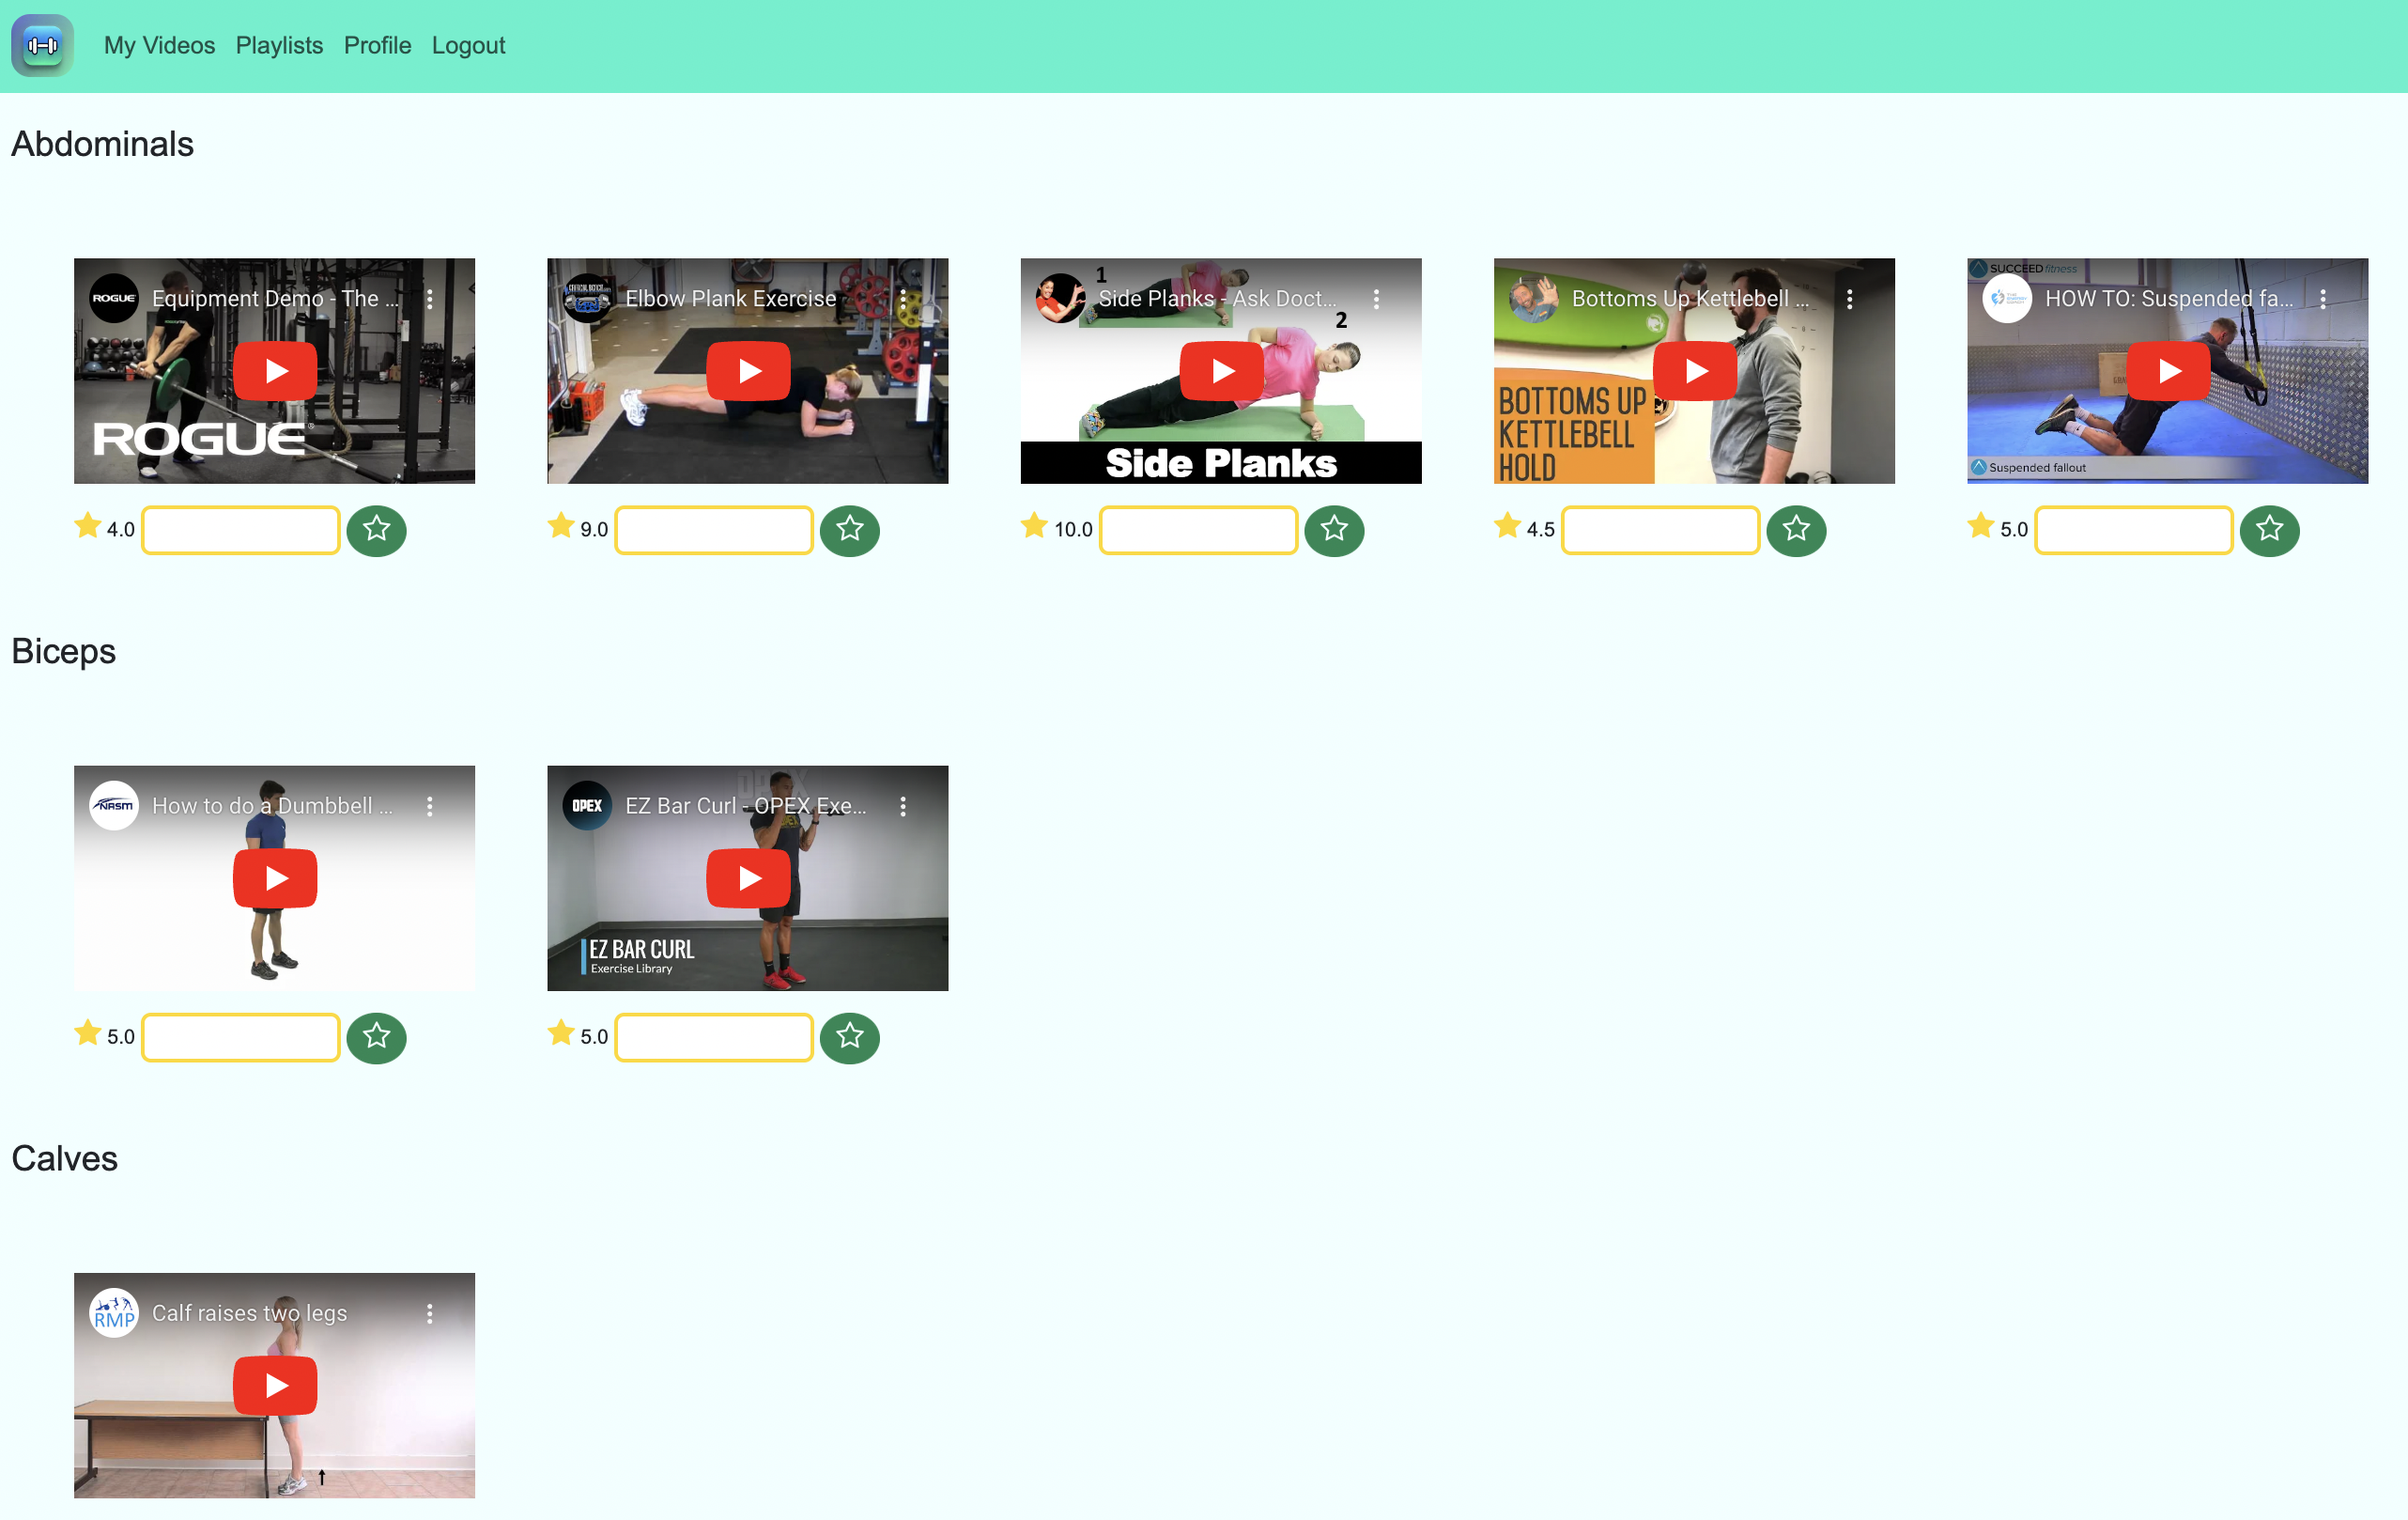 My Videos Playlists Profile Logout
Abdominals
ROGUE Equipment Demo - The ...
ROGUE
Elbow Plank Exercise
1
Side Planks - Ask Doct...
2
Side Planks
Bottoms Up Kettlebell ...
BOTTOMS UP
KETTLEBELL
HOLD
SUCCEED fitness
HOW TO: Suspended fa...
Suspended fallout
4.0
9.0
10.0
4.5
5.0
Biceps
NASM How to do a Dumbbell ...
OPEX
OPEX EZ Bar Curl - OPEX Exe...
EZ BAR CURL
Exercise Library
5.0
5.0
Calves
RMP Calf raises two legs